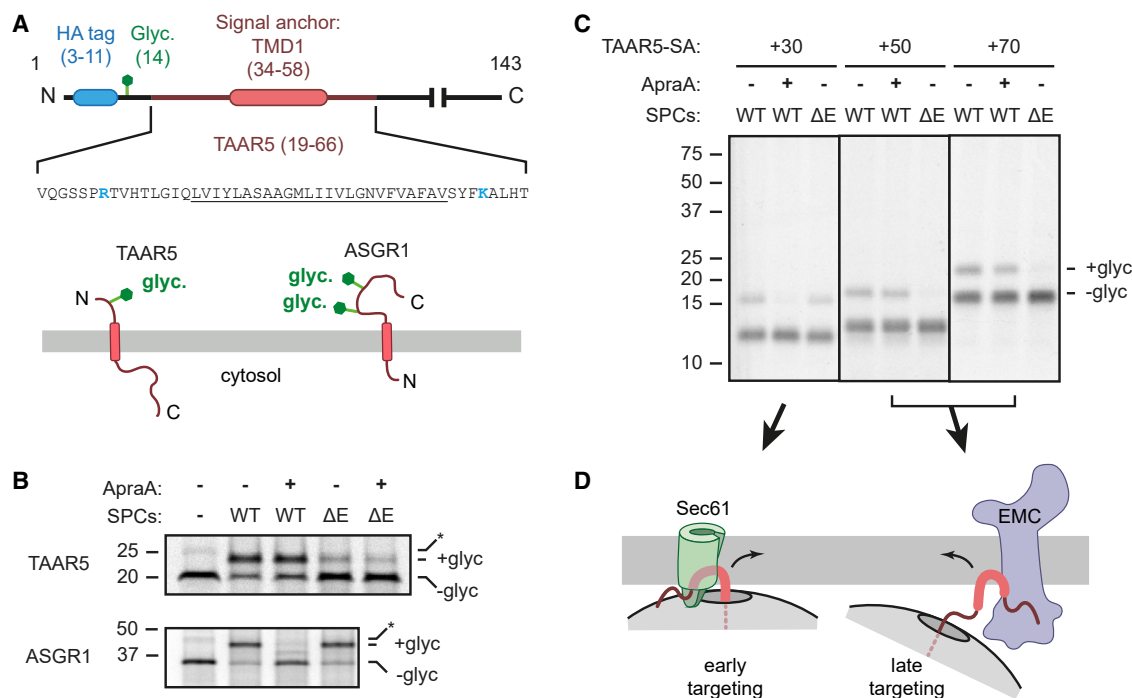 A
HA tag
(3-11)
Glyc.
(14)
Signal anchor:
TMD1
(34-58)
1
143
N
C
TAAR5 (19-66)
VQGSSPRTVHTLGIQLVIYLASAAGMLIIVLGNVFVAFAVSYFKALHT
TAAR5
N
glyc.
C
ASGR1
glyc.
glyc.
C
N
cytosol
B
ApraA: - - + - +
SPCs: - WT WT ΔE ΔE
TAAR5
25
20
*
+glyc
-glyc
ASGR1
50
37
*
+glyc
-glyc
C
TAAR5-SA: +30 +50 +70
ApraA: - + - - + - - + -
SPCs: WT WT ΔE WT WT ΔE WT WT ΔE
75
50
37
25
20
15
10
+glyc
-glyc
D
Sec61
EMC
early
targeting
late
targeting